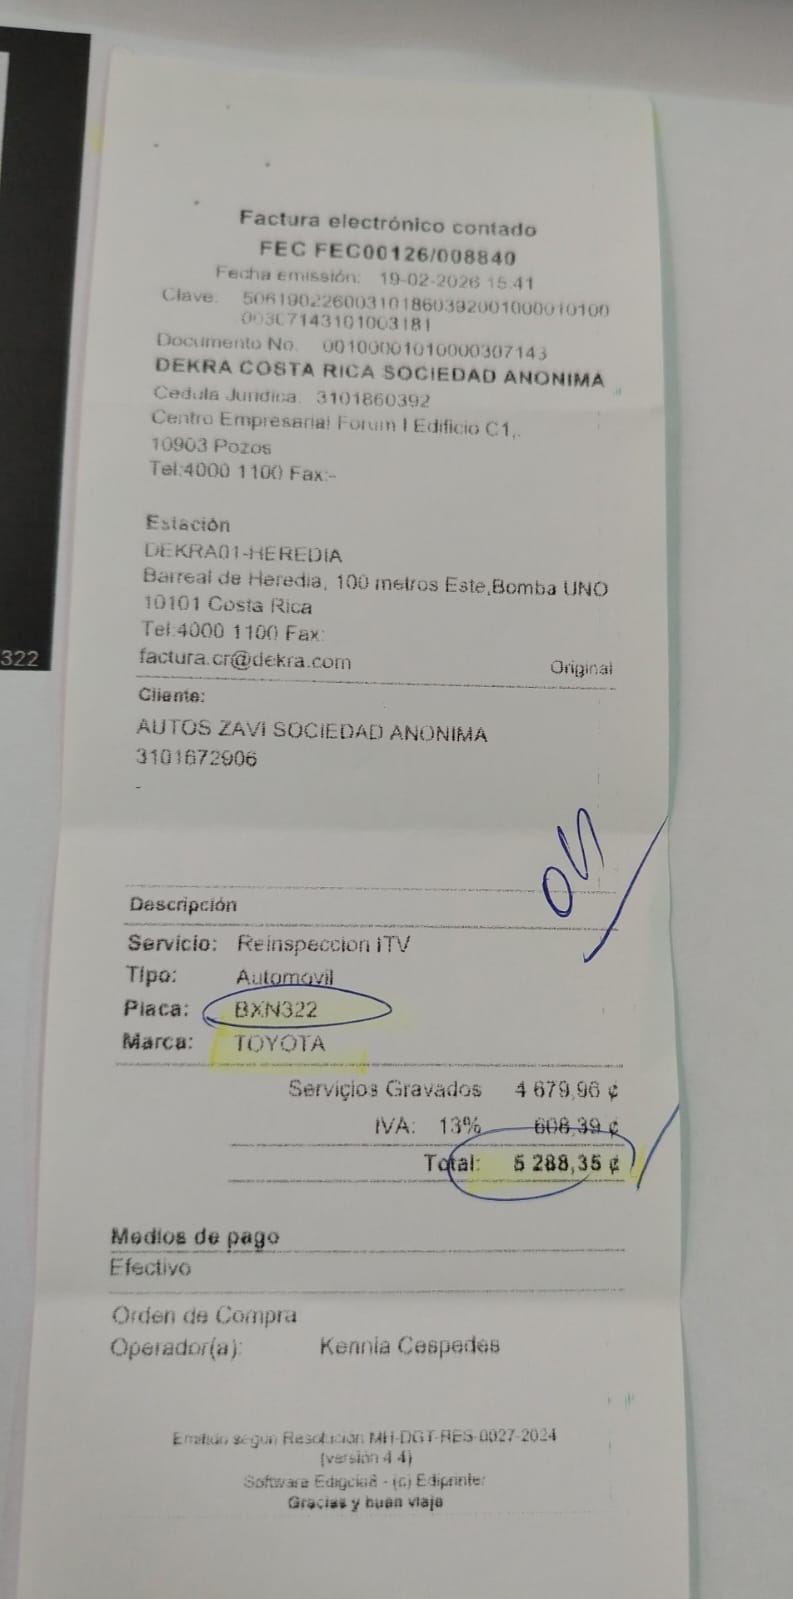 Factura electrónico contado
FEC FEC00126/008840
Fecha emisión: 19-02-2026 15:41
Clave: 506190226003101860392001000010100
003C7143101003181
Documento No. 00100001010000307143
DEKRA COSTA RICA SOCIEDAD ANONIMA
Cedula Juridica: 3101860392
Centro Empresarial Forum I Edificio C1,.
10903 Pozos
Tel:4000 1100 Fax:-
Estación
DEKRA01-HEREDIA
Barreal de Heredia, 100 metros Este,Bomba UNO
10101 Costa Rica
Tel:4000 1100 Fax:
322
factura.cr@dekra.com Original
Cliente:
AUTOS ZAVI SOCIEDAD ANONIMA
3101672906
-
Descripción
Servicio: Reinspeccion ITV
Tipo: Automovil
Placa: BXN322
Marca: TOYOTA
Servicios Gravados 4 679,96 ¢
IVA: 13% 608,39 ¢
Total: 5 288,35 ¢
Medios de pago
Efectivo
Orden de Compra
Operador(a): Kennia Cespedes
Emitido segun Resolución MH-DGT-RES-0027-2024
(versión 4.4)
Software - (c) Ediprinter
Gracias y buen viaje